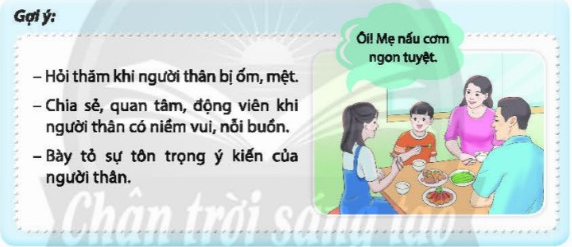 Gợi ý:
– Hỏi thăm khi người thân bị ốm, mệt.
– Chia sẻ, quan tâm, động viên khi
người thân có niềm vui, nỗi buồn.
– Bày tỏ sự tôn trọng ý kiến của
người thân.
Ôi! Mẹ nấu cơm
ngon tuyệt.
Chân trời sáng tạo